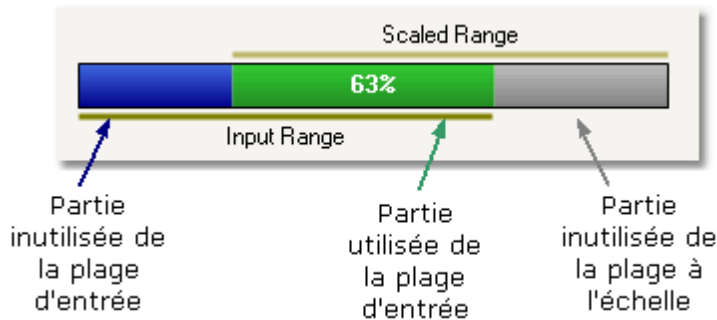 Scaled Range
63%
Input Range
Partie
inutilisée de
la plage
d'entrée
Partie
utilisée de
la plage
d'entrée
Partie
inutilisée de
la plage à
l'échelle